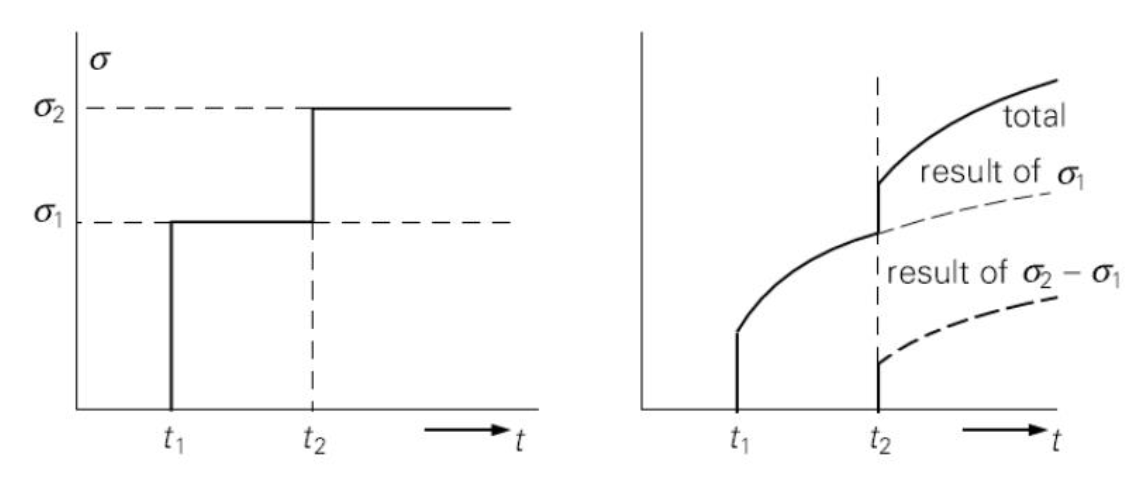 σ
σ₂
σ₁
t₁ t₂ t
total
result of σ₁
result of σ₂ − σ₁
t₁ t₂ t